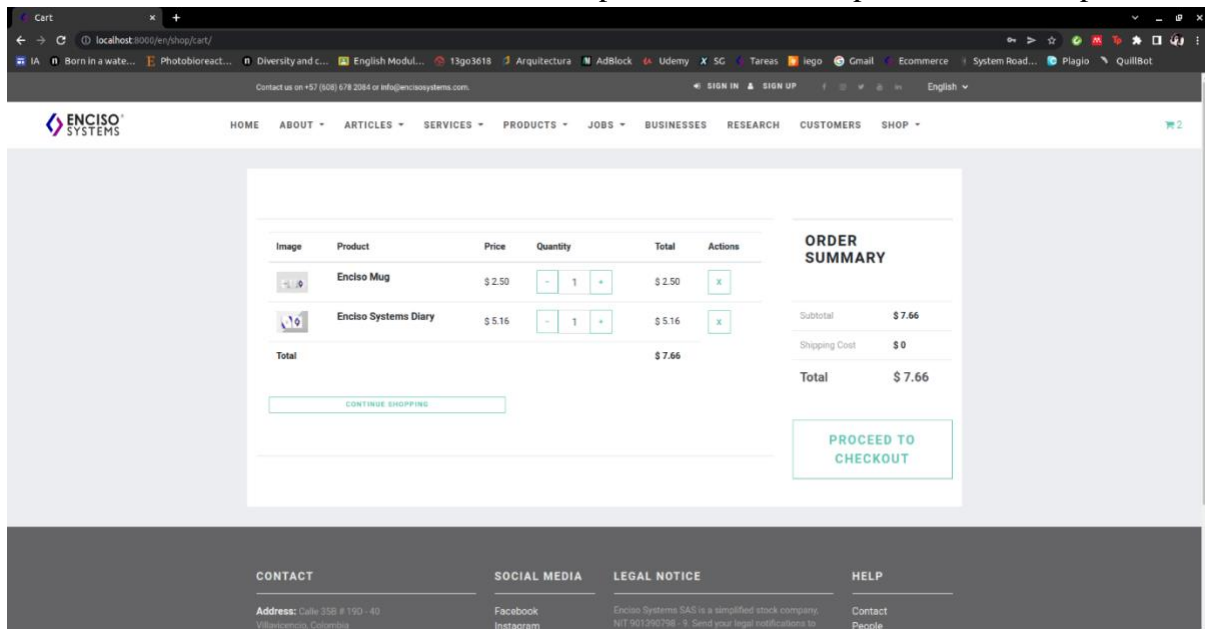 Cart
localhost:8000/en/shop/cart/
IA Born in a wate... Photobioreact... Diversity and c... English Modul... 13go3618 Arquitectura AdBlock Udemy SG Tareas iego Gmail Ecommerce System Road... Plagio QuillBot
Contact us on +57 (608) 678 2084 or info@encisosystems.com. SIGN IN SIGN UP English
ENCISO
SYSTEMS
HOME ABOUT ARTICLES SERVICES PRODUCTS JOBS BUSINESSES RESEARCH CUSTOMERS SHOP 2
Image Product Price Quantity Total Actions
Enciso Mug $ 2.50 - 1 + $ 2.50 x
Enciso Systems Diary $ 5.16 - 1 + $ 5.16 x
Total $ 7.66
CONTINUE SHOPPING
ORDER
SUMMARY
Subtotal $ 7.66
Shipping Cost $ 0
Total $ 7.66
PROCEED TO
CHECKOUT
CONTACT SOCIAL MEDIA LEGAL NOTICE HELP
Address: Calle 35B # 19D - 40 Facebook Enciso Systems SAS is a simplified stock company, Contact
Villavicencio, Colombia Instagram NIT 901390798 - 9. Send your legal notifications to People